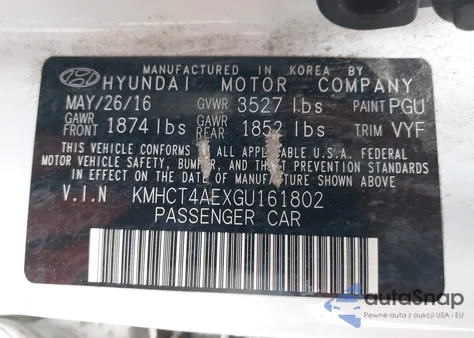 MANUFACTURED IN KOREA BY
HYUNDAI MOTOR COMPANY
MAY/26/16 GVWR 3527 lbs PAINT PGU
GAWR FRONT 1874 lbs GAWR REAR 1852 lbs TRIM VYF
THIS VEHICLE CONFORMS TO ALL APPLICABLE U.S.A. FEDERAL
MOTOR VEHICLE SAFETY, BUMPER, AND THEFT PREVENTION STANDARDS
IN EFFECT ON THE DATE OF MANUFACTURE SHOWN ABOVE.
V.I.N KMHCT4AEXGU161802
PASSENGER CAR
autoSnap
Pewne auta z aukcji USA i EU